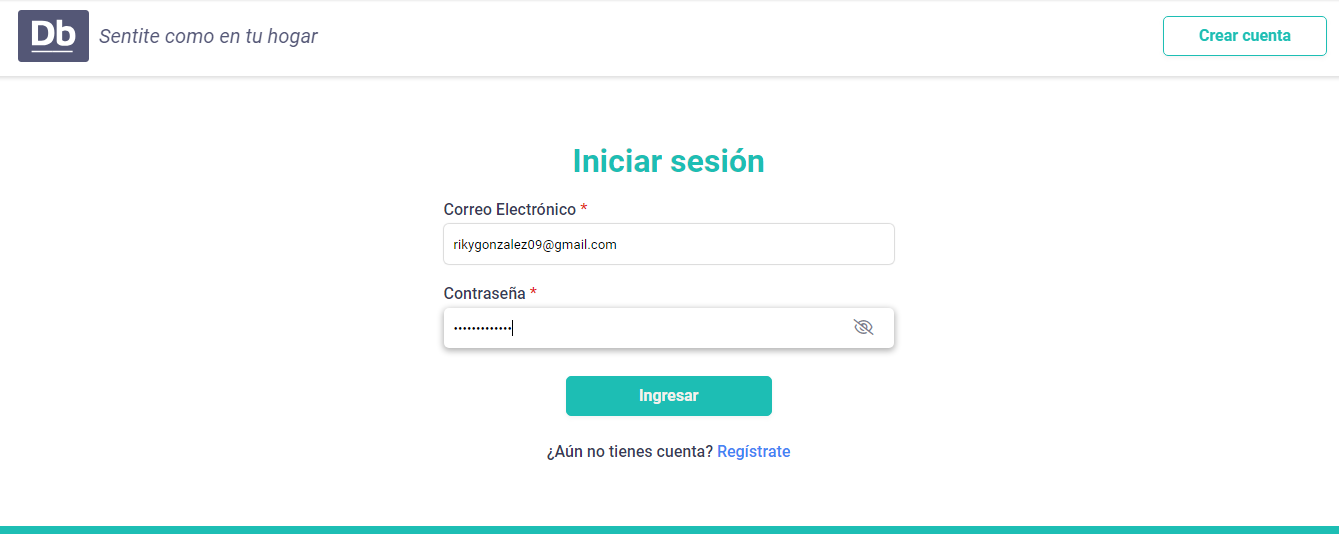 Db Sentite como en tu hogar
Crear cuenta
Iniciar sesión
Correo Electrónico *
rikygonzalez09@gmail.com
Contraseña *
•••••••••••••
Ingresar
¿Aún no tienes cuenta? Regístrate